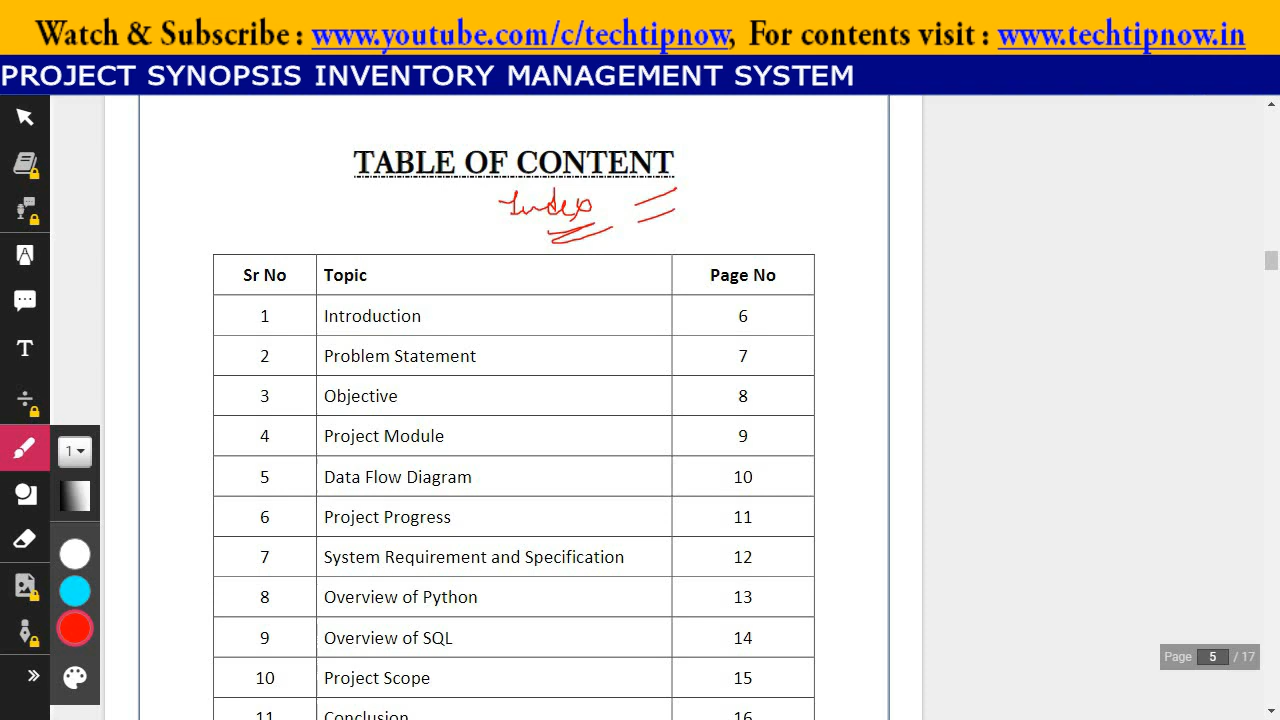 Watch & Subscribe : www.youtube.com/c/techtipnow, For contents visit : www.techtipnow.in
PROJECT SYNOPSIS INVENTORY MANAGEMENT SYSTEM
TABLE OF CONTENT
Index
Sr No Topic Page No
1 Introduction 6
2 Problem Statement 7
3 Objective 8
4 Project Module 9
5 Data Flow Diagram 10
6 Project Progress 11
7 System Requirement and Specification 12
8 Overview of Python 13
9 Overview of SQL 14
10 Project Scope 15
11 Conclusion 16
T
1
Page 5 / 17